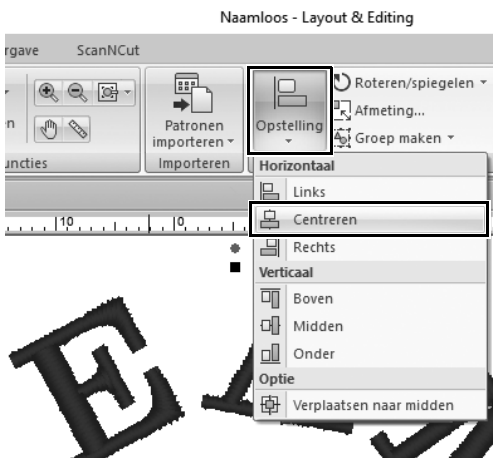 Naamloos - Layout & Editing
rgave ScanNCut
Roteren/spiegelen
Afmeting...
Groep maken
en
Patronen
importeren
Opstelling
uncties
Importeren
Horizontaal
Links
Centreren
Rechts
10 0
Verticaal
Boven
Midden
Onder
Optie
Verplaatsen naar midden
E